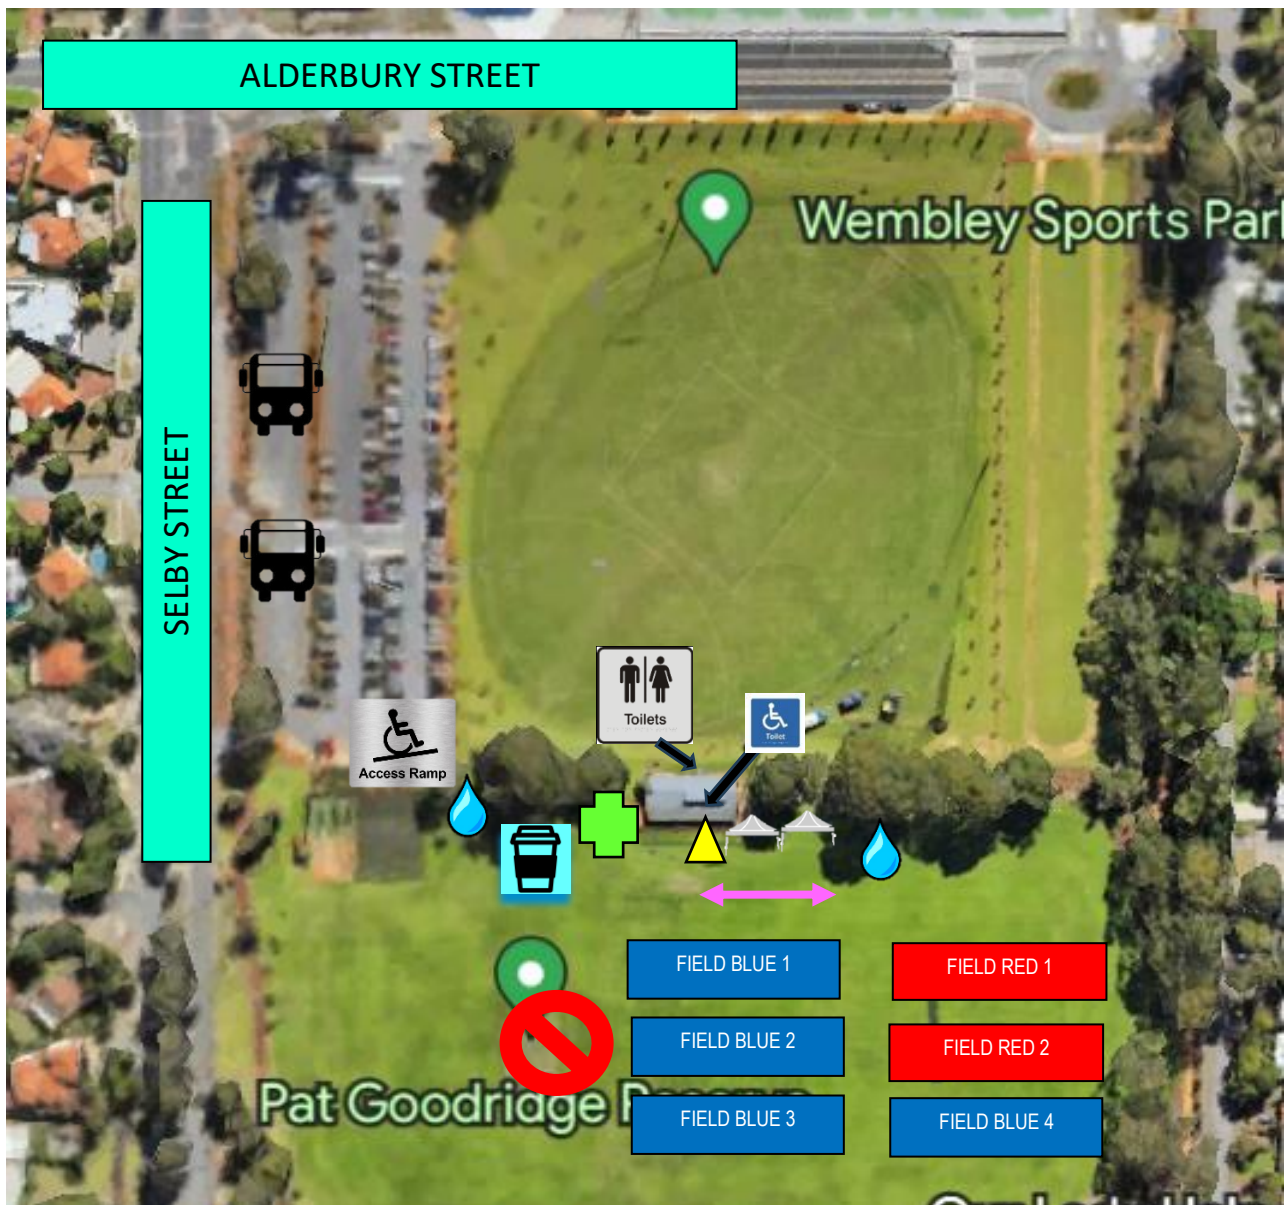 ALDERBURY STREET
Wembley Sports Par
SELBY STREET
Toilets
Toilet
Access Ramp
FIELD BLUE 1
FIELD RED 1
FIELD BLUE 2
FIELD RED 2
Pat Goodridge Reserve
FIELD BLUE 3
FIELD BLUE 4